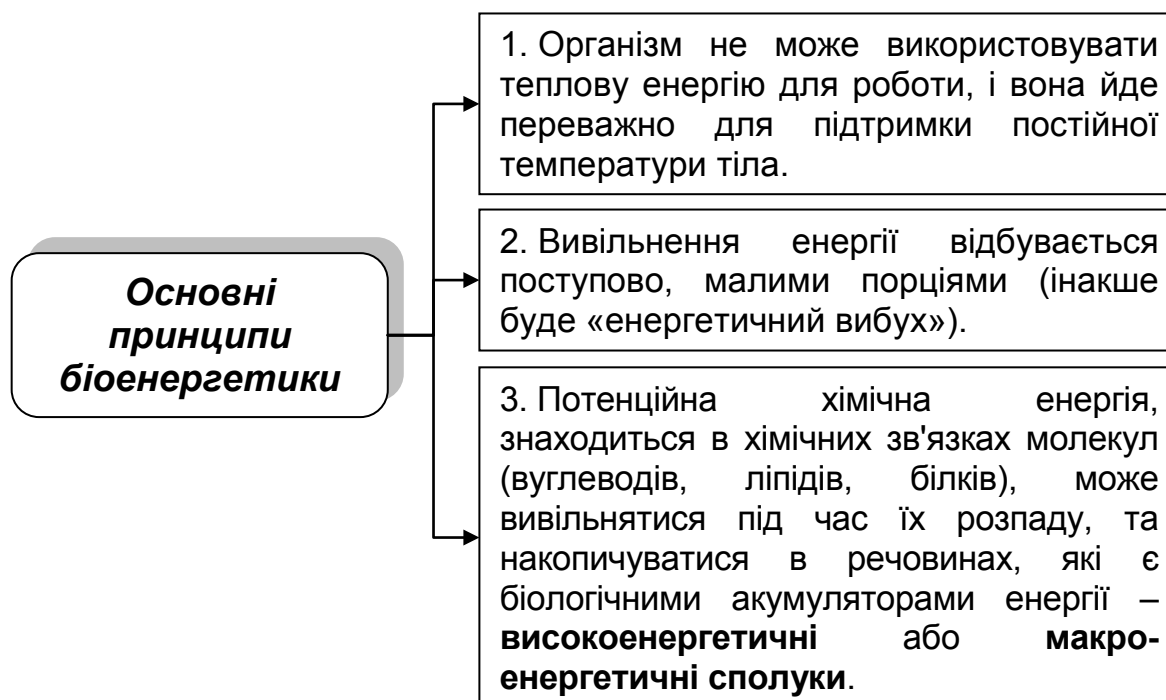 Основні
принципи
біоенергетики
1. Організм не може використовувати
теплову енергію для роботи, і вона йде
переважно для підтримки постійної
температури тіла.
2. Вивільнення енергії відбувається
поступово, малими порціями (інакше
буде «енергетичний вибух»).
3. Потенційна хімічна енергія,
знаходиться в хімічних зв'язках молекул
(вуглеводів, ліпідів, білків), може
вивільнятися під час їх розпаду, та
накопичуватися в речовинах, які є
біологічними акумуляторами енергії –
високоенергетичні або макро-
енергетичні сполуки.